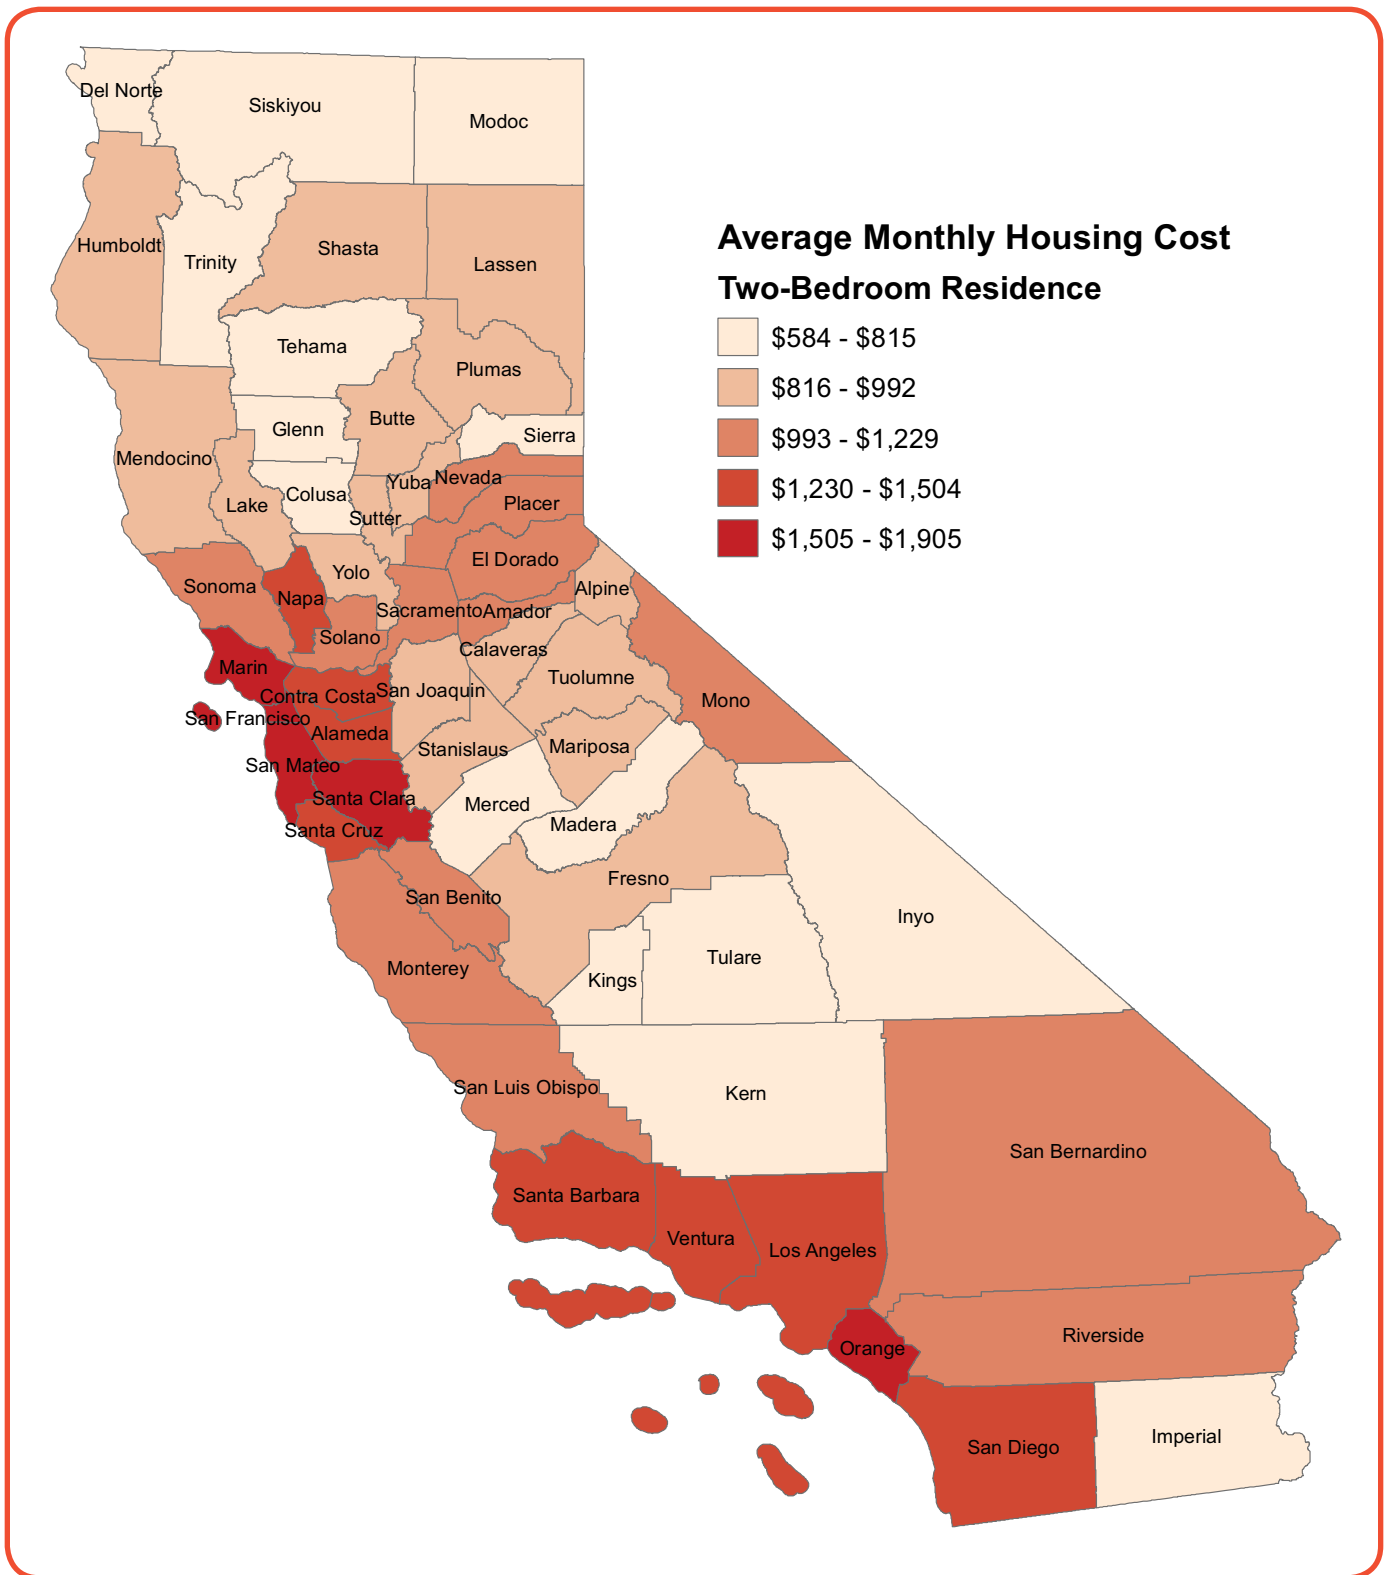 Del Norte
Siskiyou
Modoc
Humboldt
Trinity
Shasta
Lassen
Average Monthly Housing Cost
Two-Bedroom Residence
$584 - $815
$816 - $992
$993 - $1,229
$1,230 - $1,504
$1,505 - $1,905
Tehama
Plumas
Butte
Glenn
Sierra
Mendocino
Yuba
Nevada
Colusa
Lake
Placer
Sutter
El Dorado
Yolo
Sonoma
Alpine
Napa
Sacramento
Amador
Solano
Calaveras
Marin
Tuolumne
Contra Costa
San Joaquin
Mono
San Francisco
Alameda
Stanislaus
Mariposa
San Mateo
Santa Clara
Merced
Madera
Santa Cruz
Fresno
San Benito
Inyo
Tulare
Monterey
Kings
San Luis Obispo
Kern
San Bernardino
Santa Barbara
Ventura
Los Angeles
Riverside
Orange
Imperial
San Diego